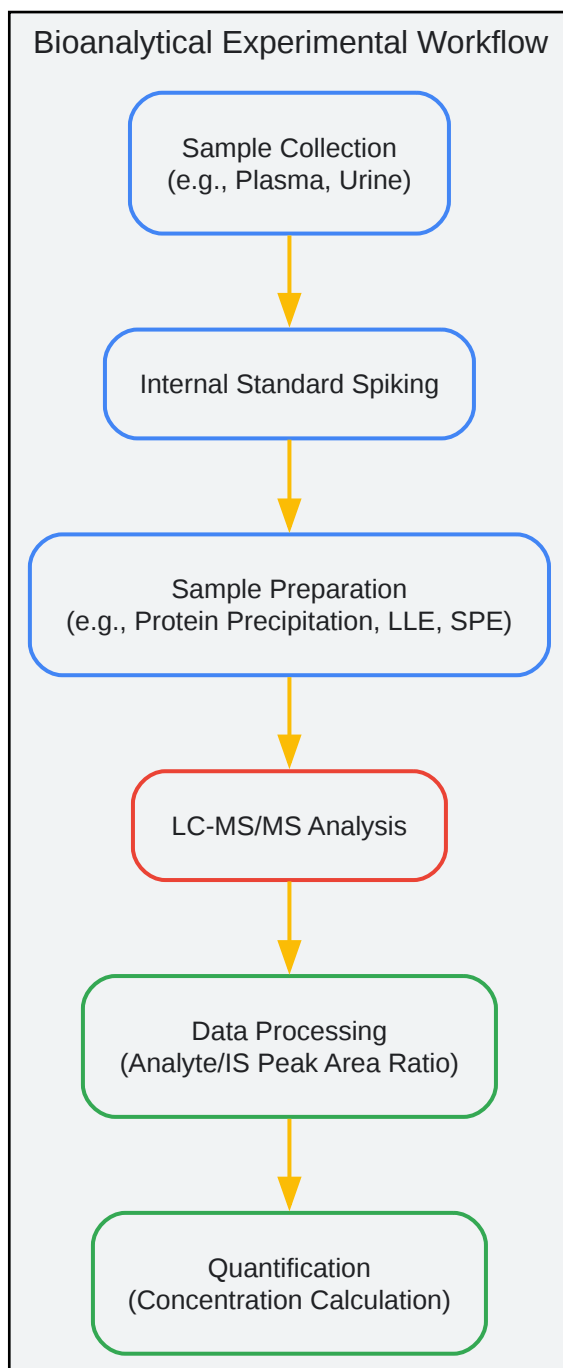 Bioanalytical Experimental Workflow
Sample Collection
(e.g., Plasma, Urine)
Internal Standard Spiking
Sample Preparation
(e.g., Protein Precipitation, LLE, SPE)
LC-MS/MS Analysis
Data Processing
(Analyte/IS Peak Area Ratio)
Quantification
(Concentration Calculation)